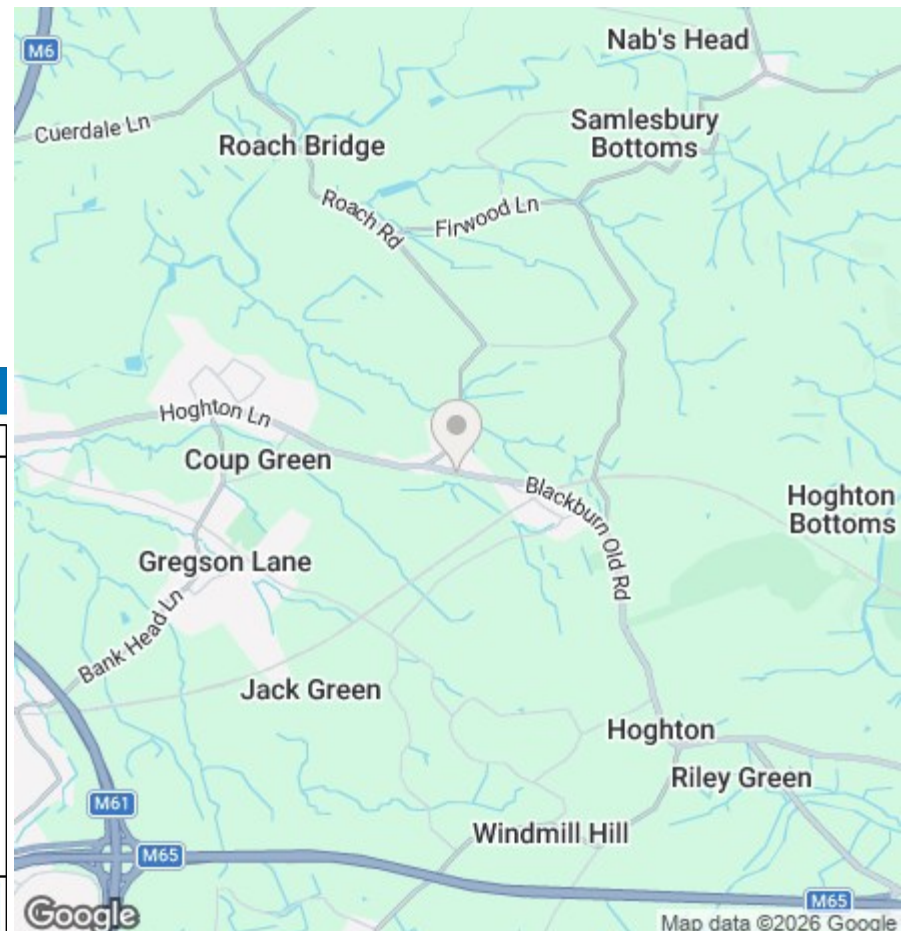 M6
Nab's Head
Cuerdale Ln
Samlesbury
Bottoms
Roach Bridge
Roach Rd
Firwood Ln
Hoghton Ln
Coup Green
Blackburn Old Rd
Hoghton
Bottoms
Gregson Lane
Bank Head Ln
Jack Green
Hoghton
Riley Green
M61
Windmill Hill
M65
M65
Google
Map data ©2026 Google